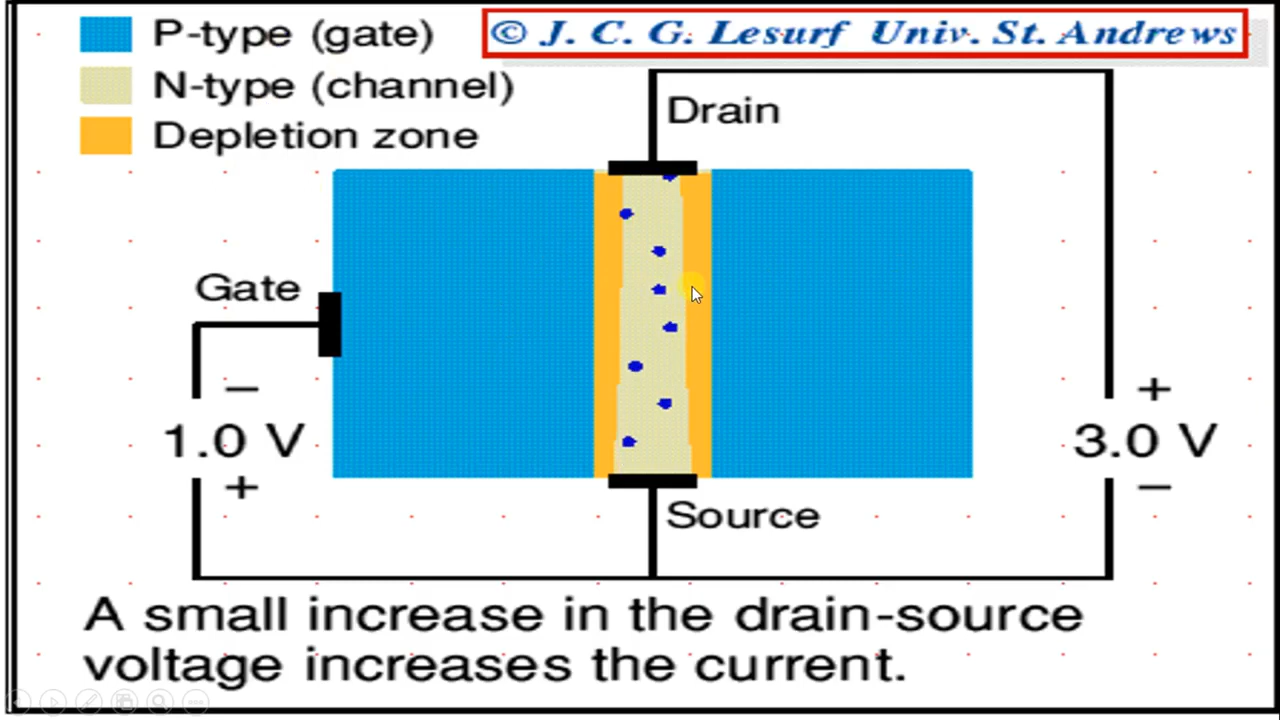 P-type (gate)
© J. C. G. Lesurf Univ. St. Andrews
N-type (channel)
Drain
Depletion zone
Gate
−
+
1.0 V
3.0 V
+
−
Source
A small increase in the drain-source
voltage increases the current.